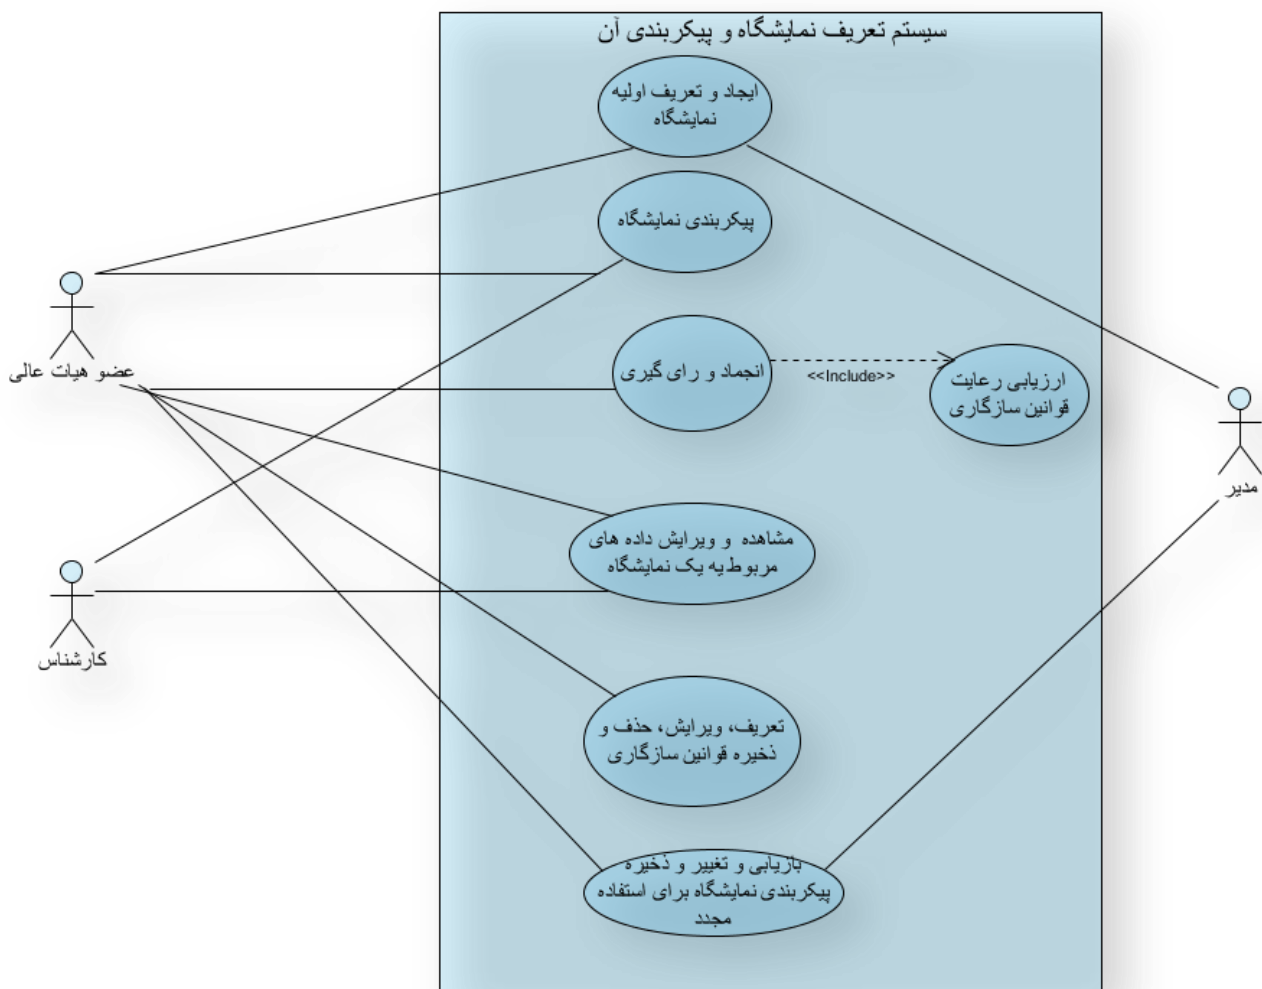 سیستم تعریف نمایشگاه و پیکربندی آن
ایجاد و تعریف اولیه
نمایشگاه
پیکربندی نمایشگاه
عضو هیات عالی
انجماد و رای گیری
<<Include>>
ارزیابی رعایت
قوانین سازگاری
مدیر
مشاهده و ویرایش داده های
مربوط یه یک نمایشگاه
کارشناس
تعریف، ویرایش، حذف و
ذخیره قوانین سازگاری
بازیابی و تغییر و ذخیره
پیکربندی نمایشگاه برای استفاده
مجدد